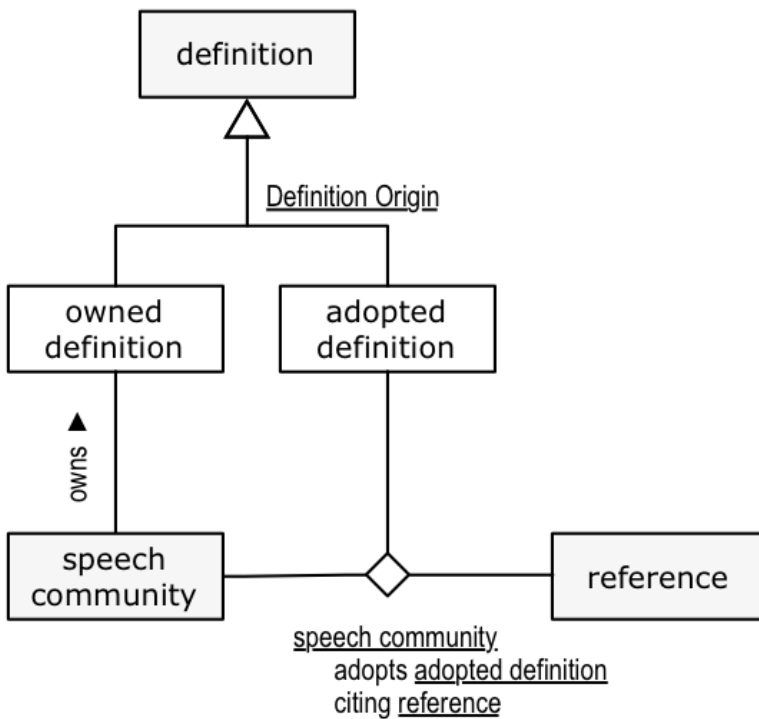 definition
Definition Origin
owned
definition
adopted
definition
owns ▲
speech
community
reference
speech community
adopts adopted definition
citing reference